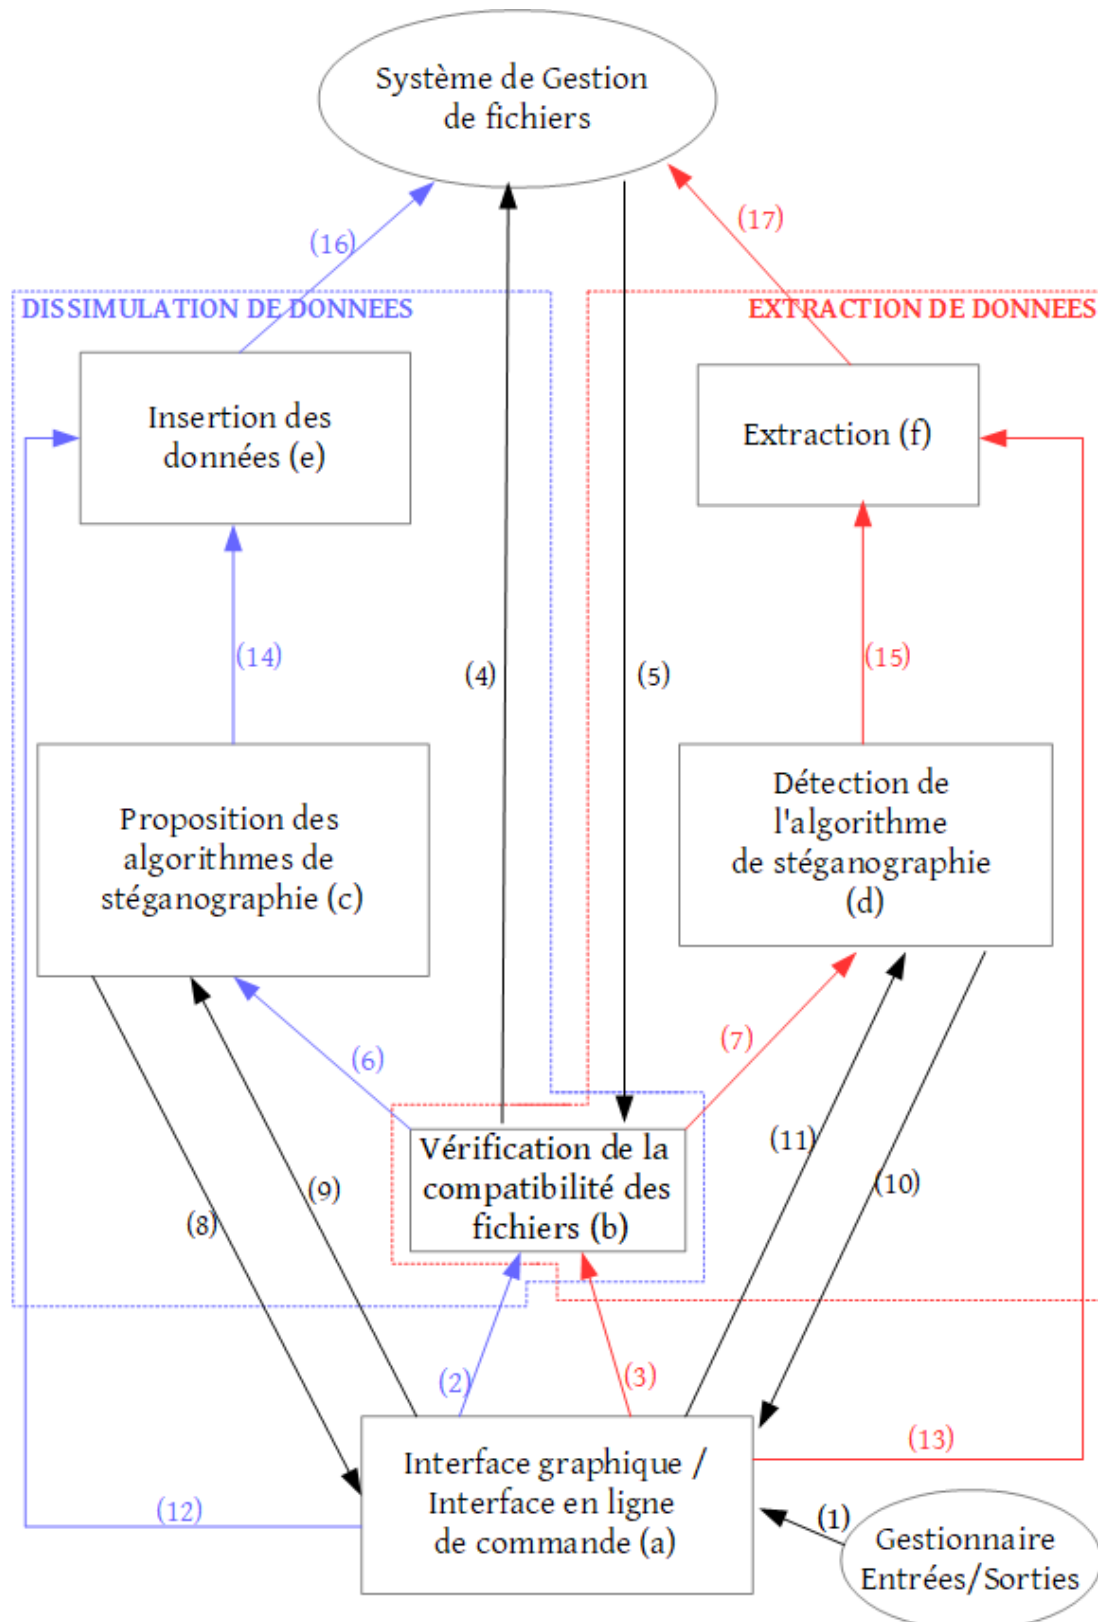 Système de Gestion
de fichiers
(16)
(17)
DISSIMULATION DE DONNEES
EXTRACTION DE DONNEES
Insertion des
données (e)
Extraction (f)
(14)
(4)
(5)
(15)
Proposition des
algorithmes de
stéganographie (c)
Détection de
l'algorithme
de stéganographie
(d)
(6)
(7)
Vérification de la
compatibilité des
fichiers (b)
(8)
(9)
(11)
(10)
(2)
(3)
(13)
Interface graphique /
Interface en ligne
de commande (a)
(12)
(1)
Gestionnaire
Entrées/Sorties